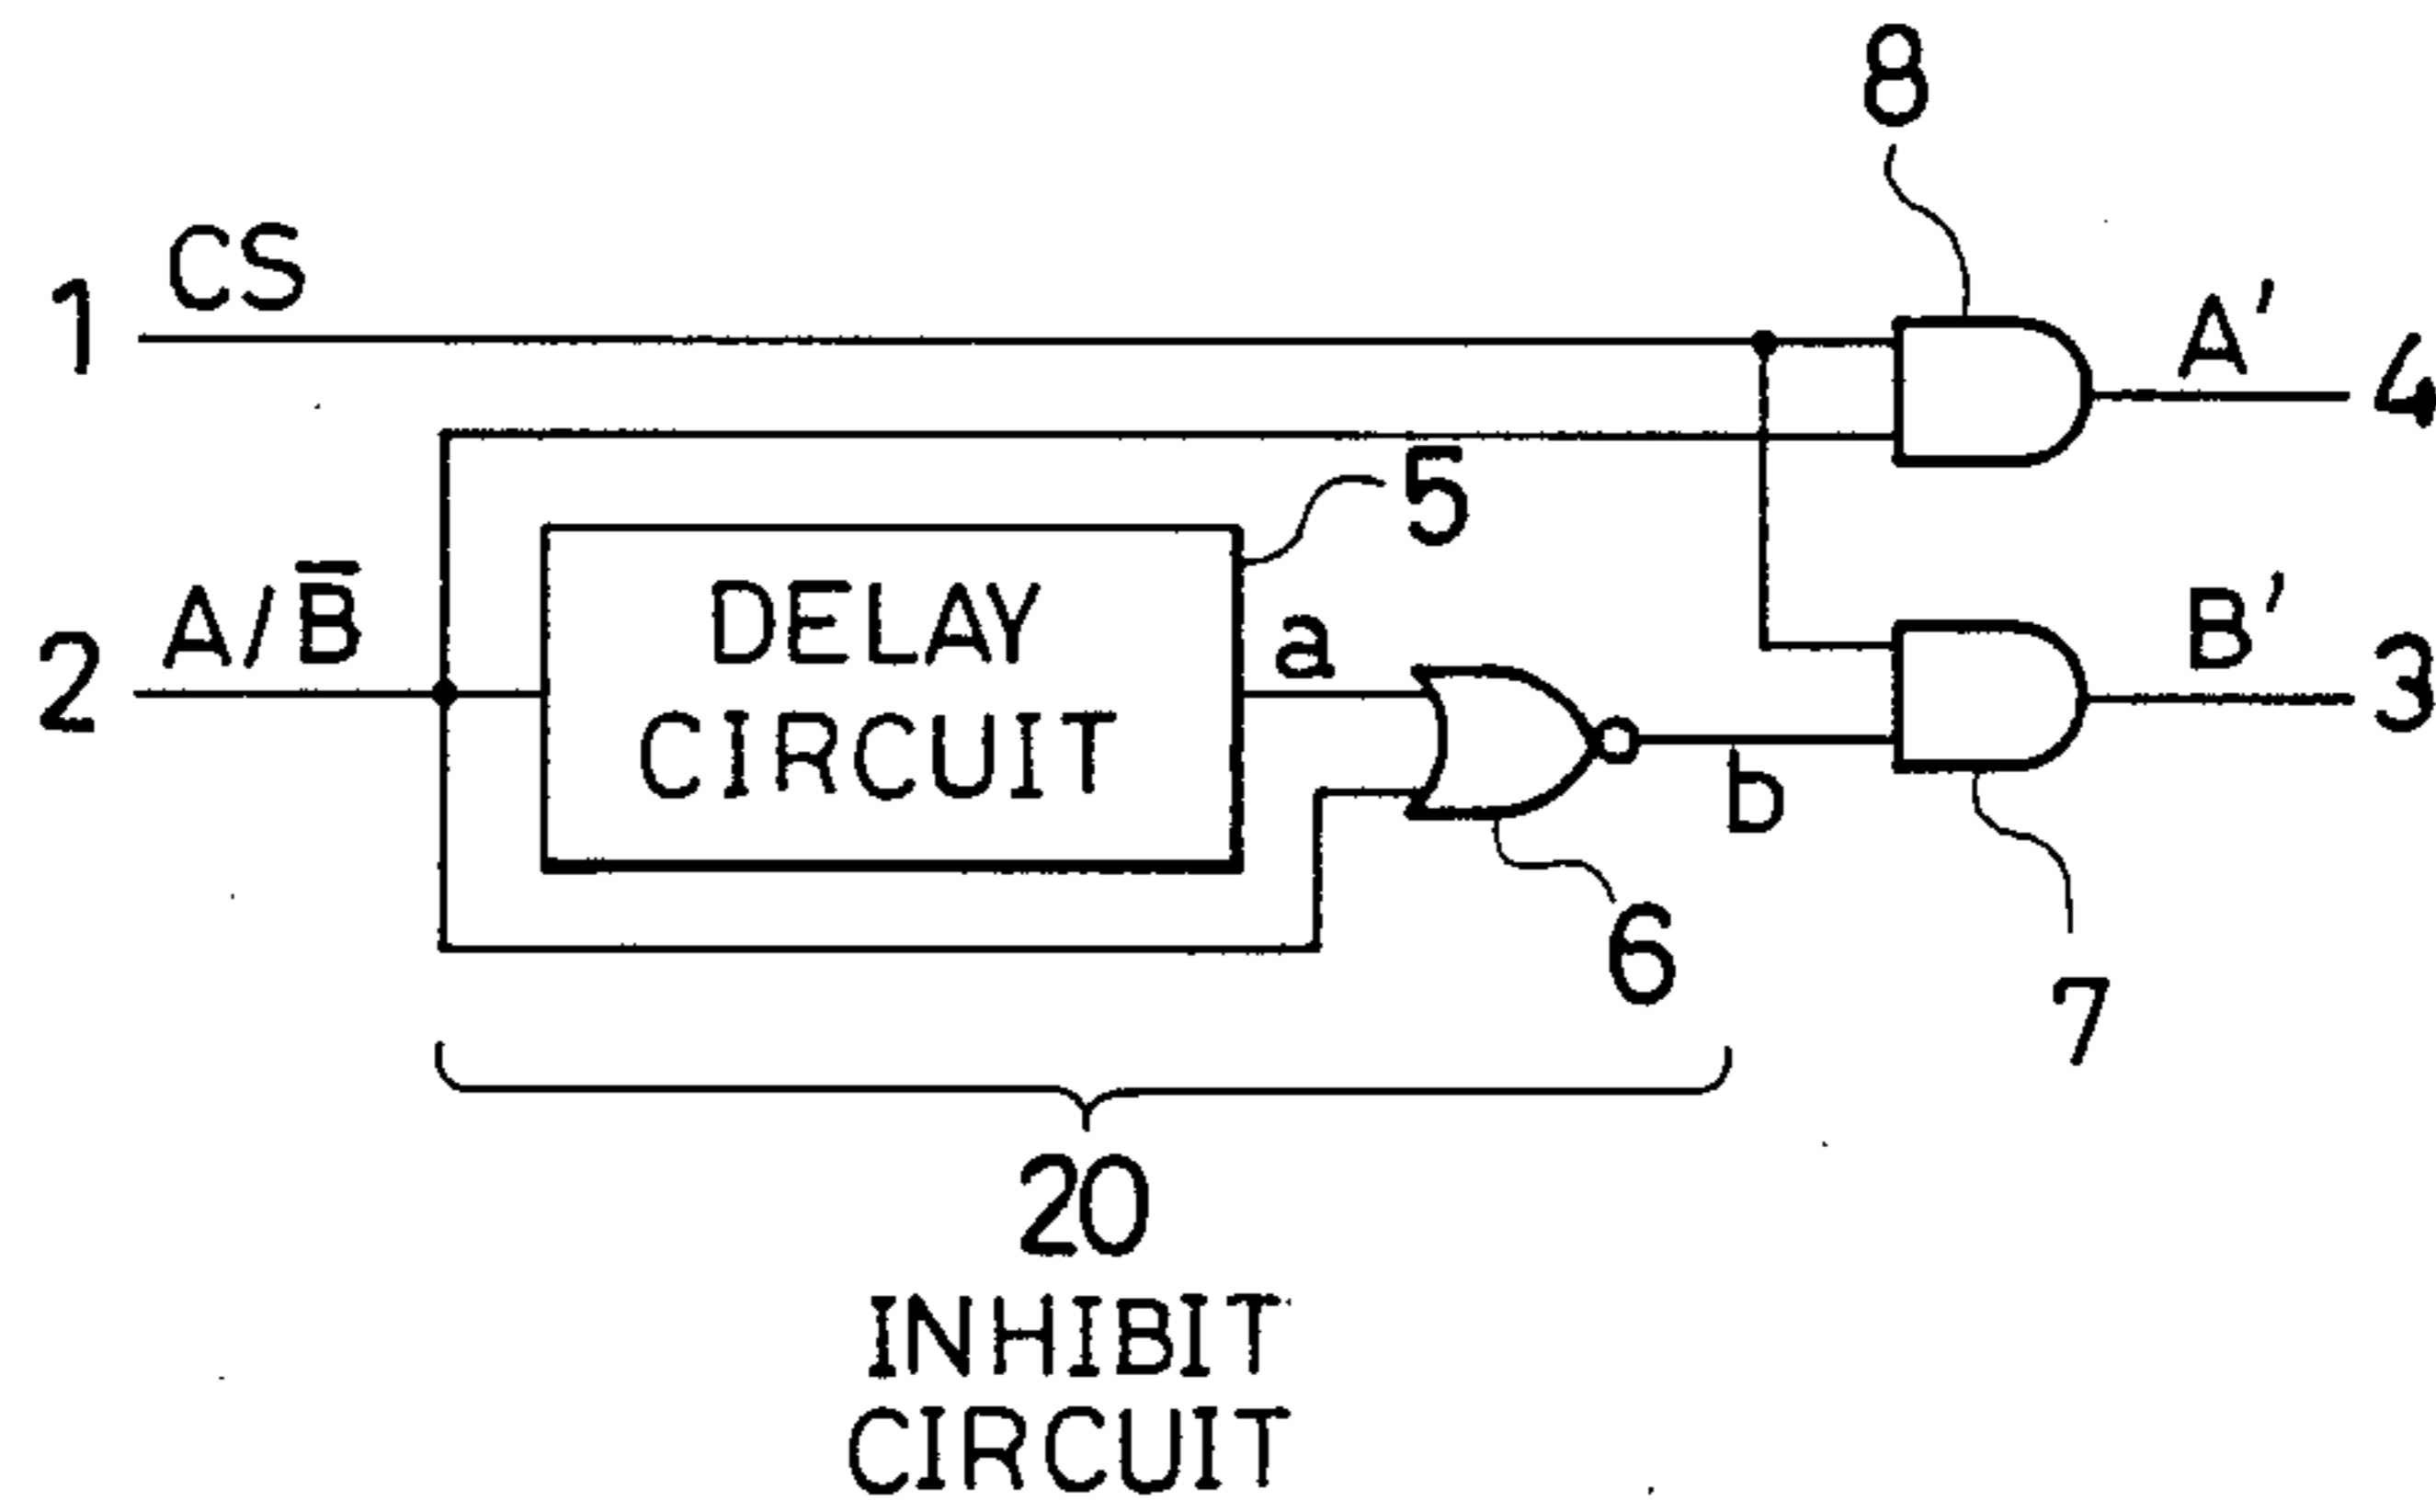 8
1 CS
A' 4
5
2 A/B̅
DELAY
CIRCUIT
a
B' 3
b
6
7
20
INHIBIT
CIRCUIT